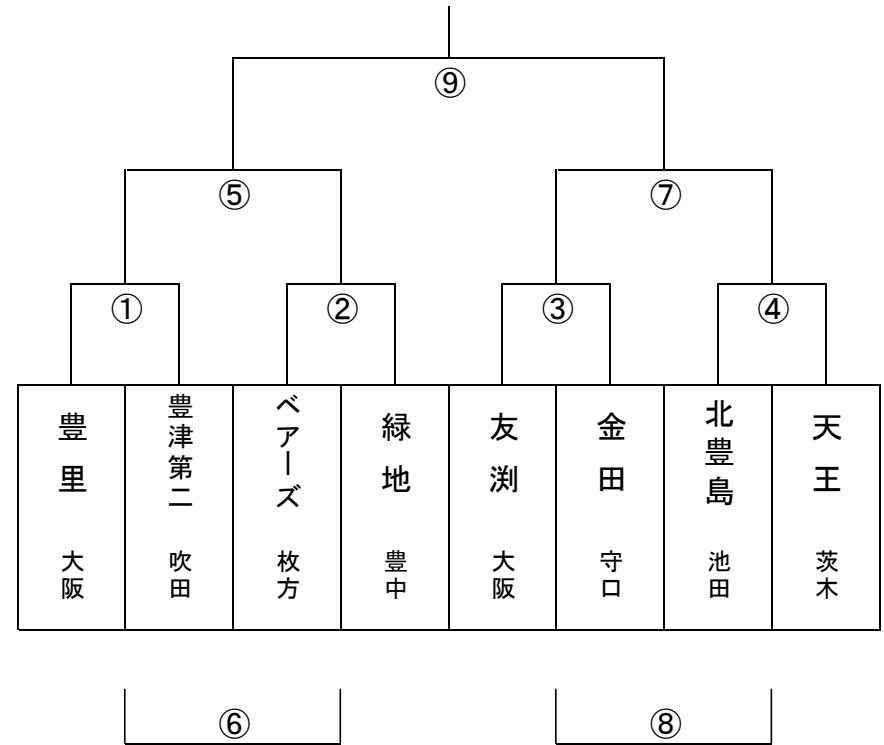 ⑨
⑤ ⑦
① ② ③ ④
豊里 豊津第二 ベアーズ 緑地 友渕 金田 北豊島 天王
大阪 吹田 枚方 豊中 大阪 守口 池田 茨木
⑥ ⑧